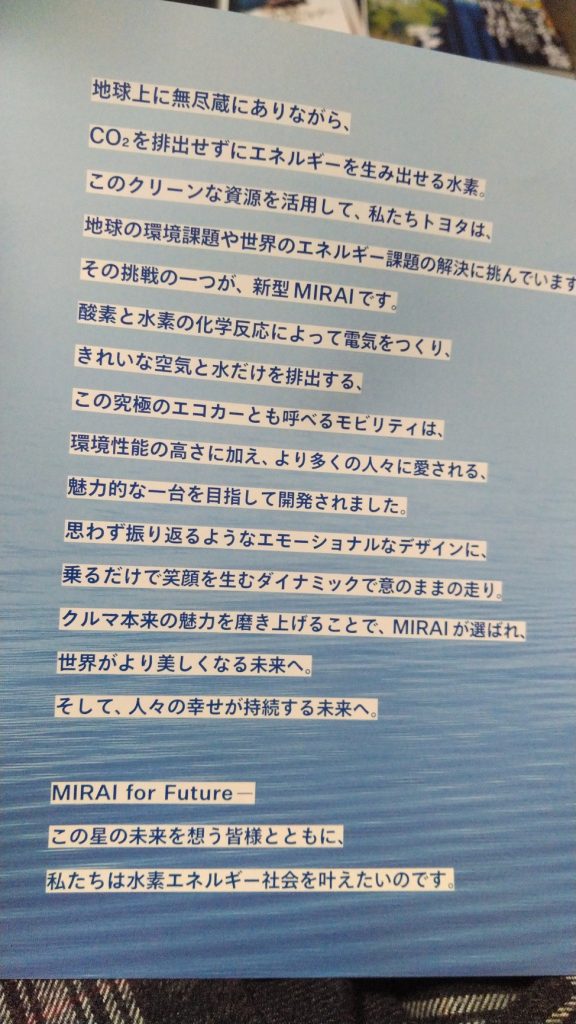 地球上に無尽蔵にありながら、
CO₂を排出せずにエネルギーを生み出せる水素。
このクリーンな資源を活用して、私たちトヨタは、
地球の環境課題や世界のエネルギー課題の解決に挑んでいます
その挑戦の一つが、新型MIRAIです。
酸素と水素の化学反応によって電気をつくり、
きれいな空気と水だけを排出する、
この究極のエコカーとも呼べるモビリティは、
環境性能の高さに加え、より多くの人々に愛される、
魅力的な一台を目指して開発されました。
思わず振り返るようなエモーショナルなデザインに、
乗るだけで笑顔を生むダイナミックで意のままの走り。
クルマ本来の魅力を磨き上げることで、MIRAIが選ばれ、
世界がより美しくなる未来へ。
そして、人々の幸せが持続する未来へ。
MIRAI for Future—
この星の未来を想う皆様とともに、
私たちは水素エネルギー社会を叶えたいのです。